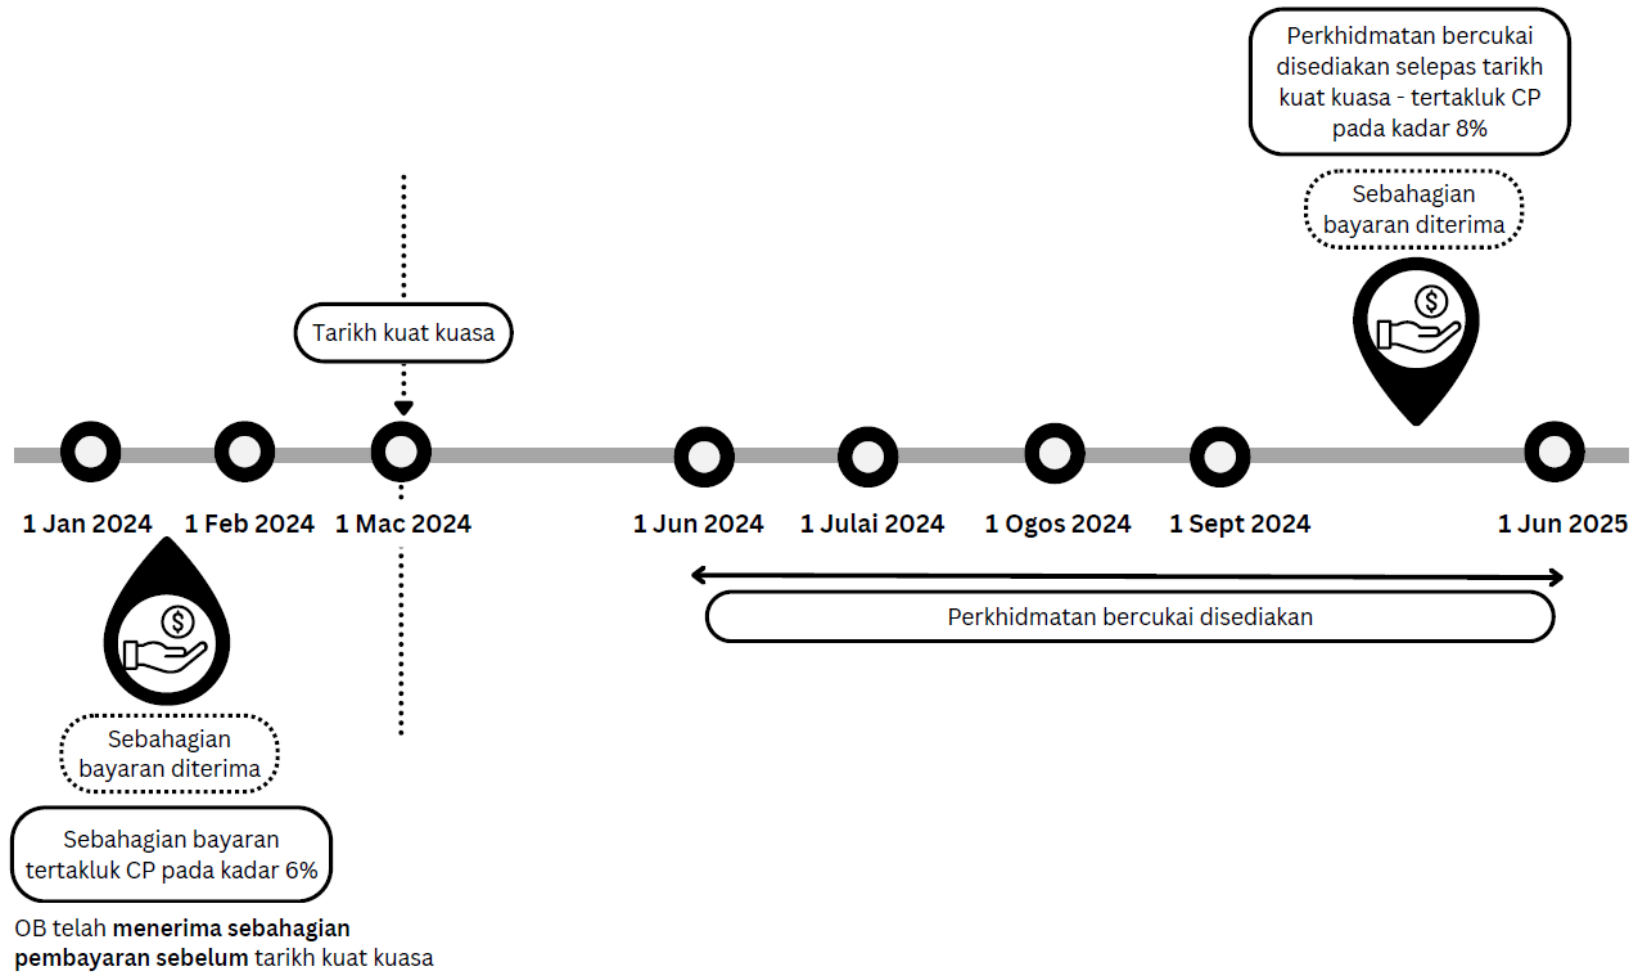 Perkhidmatan bercukai
disediakan selepas tarikh
kuat kuasa - tertakluk CP
pada kadar 8%
Sebahagian
bayaran diterima
$
Tarikh kuat kuasa
1 Jan 2024
1 Feb 2024
1 Mac 2024
1 Jun 2024
1 Julai 2024
1 Ogos 2024
1 Sept 2024
1 Jun 2025
Perkhidmatan bercukai disediakan
$
Sebahagian
bayaran diterima
Sebahagian bayaran
tertakluk CP pada kadar 6%
OB telah menerima sebahagian
pembayaran sebelum tarikh kuat kuasa